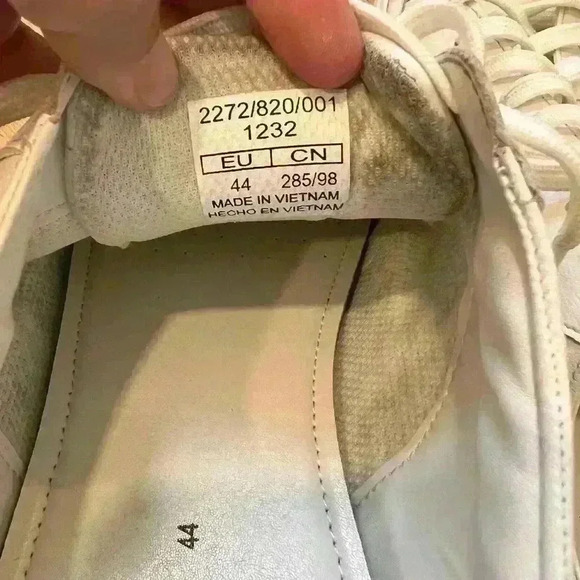 2272/820/001
1232
EU CN
44 285/98
MADE IN VIETNAM
HECHO EN VIETNAM
44